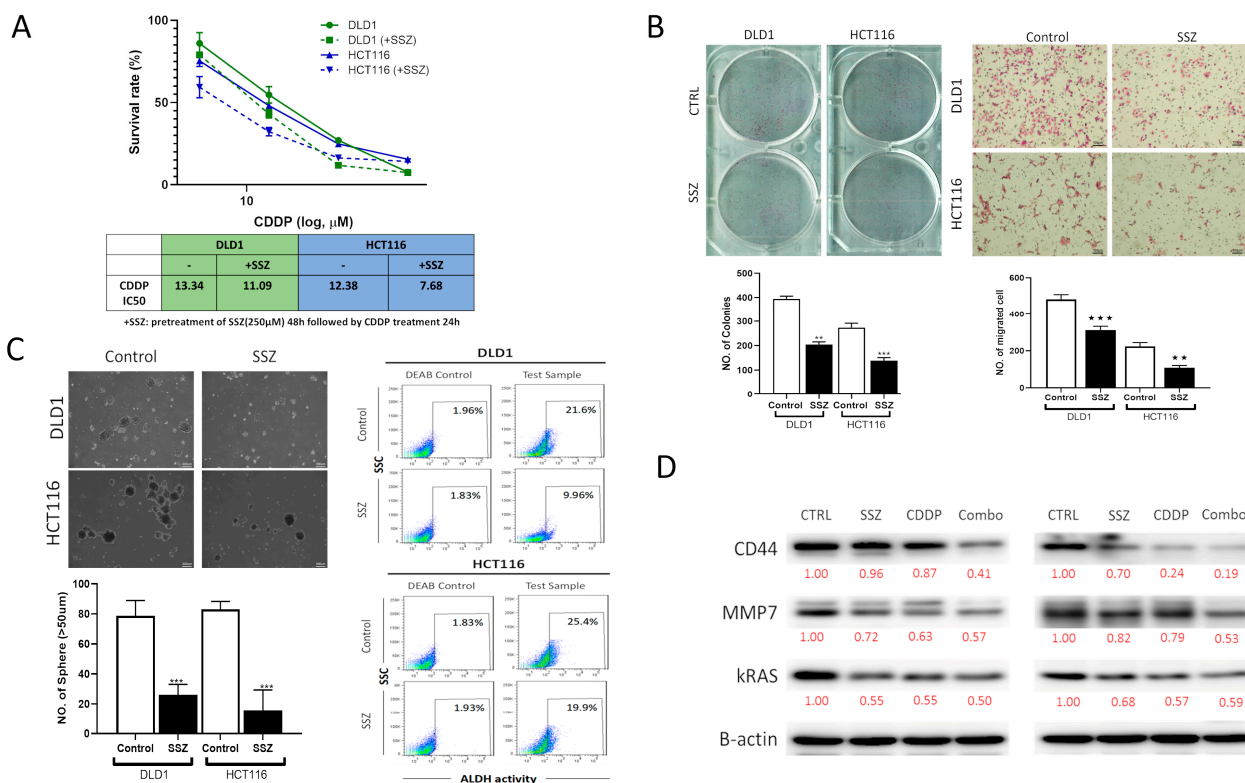 A
100
50
0
Survival rate (%)
DLD1
DLD1 (+SSZ)
HCT116
HCT116 (+SSZ)
10
CDDP (log, μM)
DLD1 HCT116
- +SSZ - +SSZ
CDDP IC50 13.34 11.09 12.38 7.68
+SSZ: pretreatment of SSZ(250μM) 48h followed by CDDP treatment 24h
B
DLD1 HCT116
CTRL
SSZ
Control SSZ
DLD1
HCT116
NO. of Colonies
500
400
300
200
100
0
** ***
Control SSZ Control SSZ
DLD1 HCT116
NO. of migrated cell
600
400
200
0
★★★ ★★
Control SSZ Control SSZ
DLD1 HCT116
C
Control SSZ
DLD1
HCT116
NO. of Sphere (>50um)
100
80
60
40
20
0
*** ***
Control SSZ Control SSZ
DLD1 HCT116
DLD1
DEAB Control Test Sample
Control
1.96% 21.6%
SSC
SSZ
1.83% 9.96%
HCT116
DEAB Control Test Sample
Control
1.83% 25.4%
SSC
SSZ
1.93% 19.9%
ALDH activity
D
CTRL SSZ CDDP Combo CTRL SSZ CDDP Combo
CD44
1.00 0.96 0.87 0.41 1.00 0.70 0.24 0.19
MMP7
1.00 0.72 0.63 0.57 1.00 0.82 0.79 0.53
kRAS
1.00 0.55 0.55 0.50 1.00 0.68 0.57 0.59
B-actin